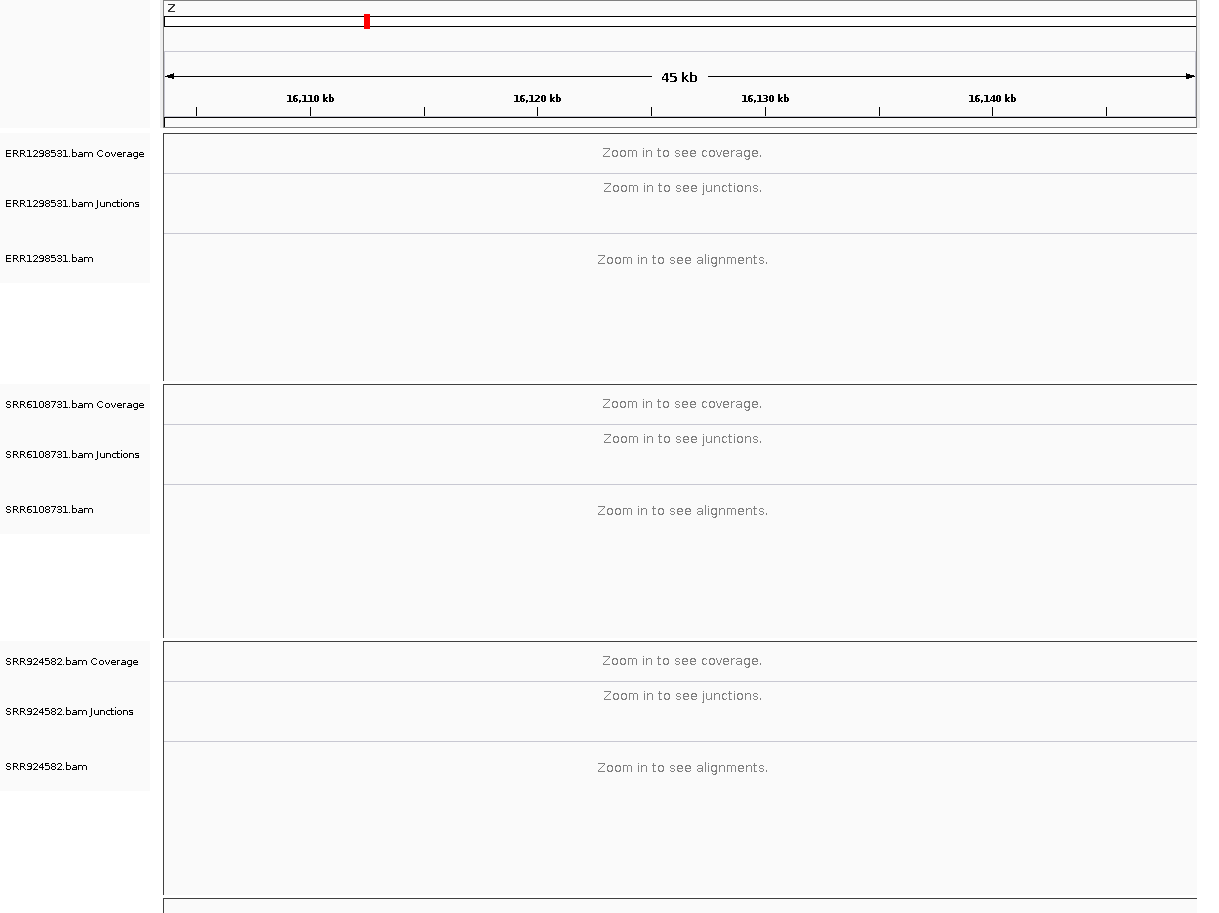 Z
45 kb
16,110 kb 16,120 kb 16,130 kb 16,140 kb
ERR1298531.bam Coverage
Zoom in to see coverage.
ERR1298531.bam Junctions
Zoom in to see junctions.
ERR1298531.bam
Zoom in to see alignments.
SRR6108731.bam Coverage
Zoom in to see coverage.
SRR6108731.bam Junctions
Zoom in to see junctions.
SRR6108731.bam
Zoom in to see alignments.
SRR924582.bam Coverage
Zoom in to see coverage.
SRR924582.bam Junctions
Zoom in to see junctions.
SRR924582.bam
Zoom in to see alignments.